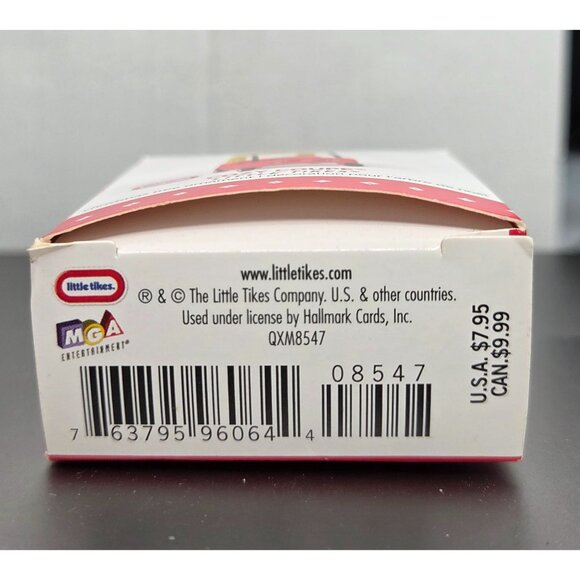 little tikes.
MGA
ENTERTAINMENT®
www.littletikes.com
® & © The Little Tikes Company. U.S. & other countries.
Used under license by Hallmark Cards, Inc.
QXM8547
7 63795 96064 4
08547
U.S.A. $7.95
CAN.$9.99